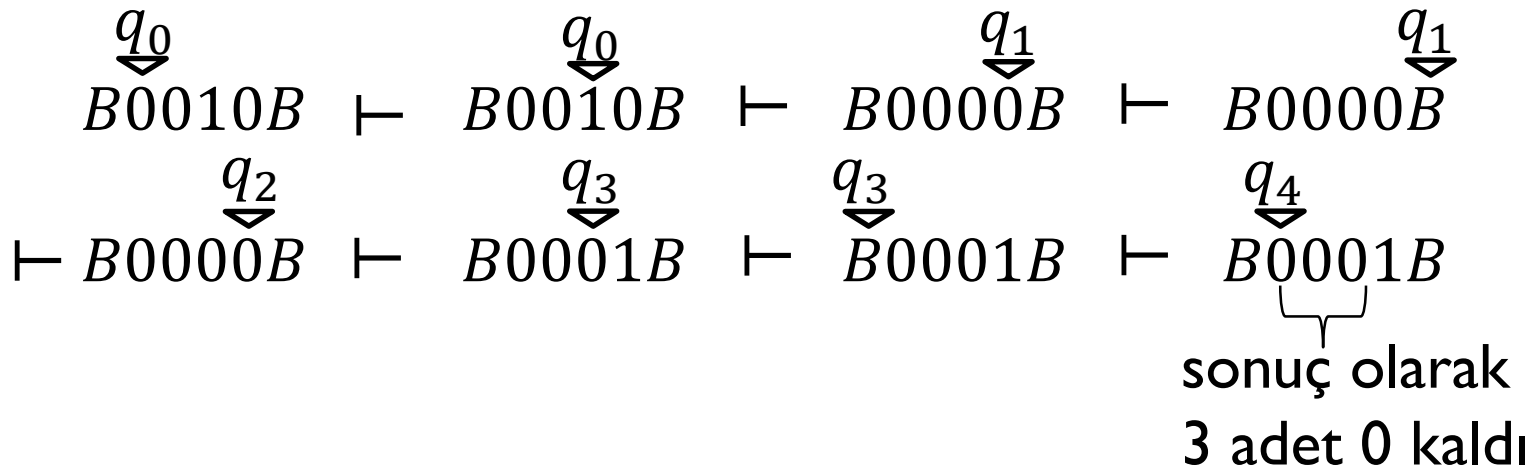 q₀ q₀ q₁ q₁
B0010B ⊢ B0010B ⊢ B0000B ⊢ B0000B
q₂ q₃ q₃ q₄
⊢ B0000B ⊢ B0001B ⊢ B0001B ⊢ B0001B
sonuç olarak
3 adet 0 kaldı